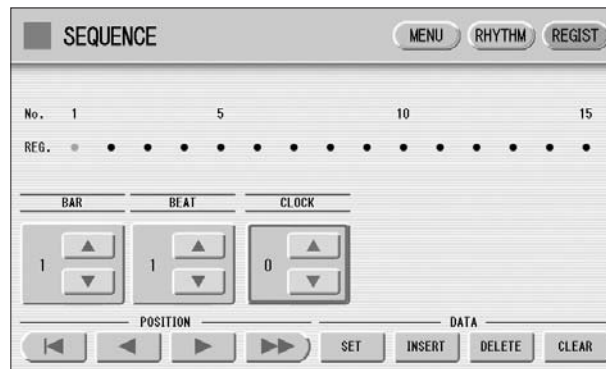 SEQUENCE MENU RHYTHM REGIST
No. 1 5 10 15
REG.
BAR BEAT CLOCK
1 1 0
POSITION DATA
SET INSERT DELETE CLEAR